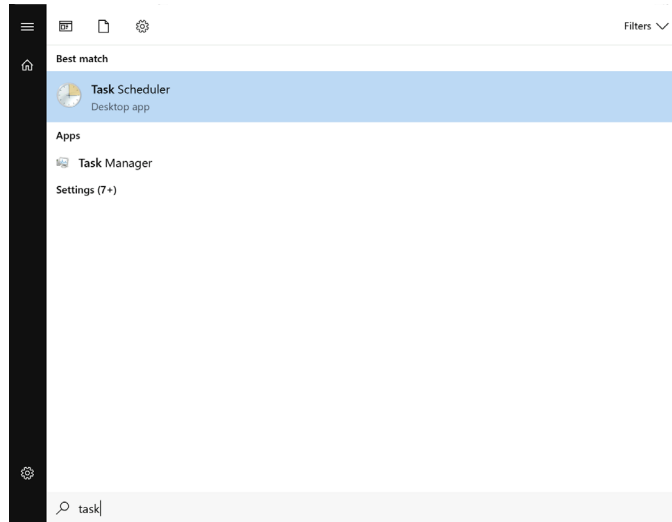 Filters
Best match
Task Scheduler
Desktop app
Apps
Task Manager
Settings (7+)
task